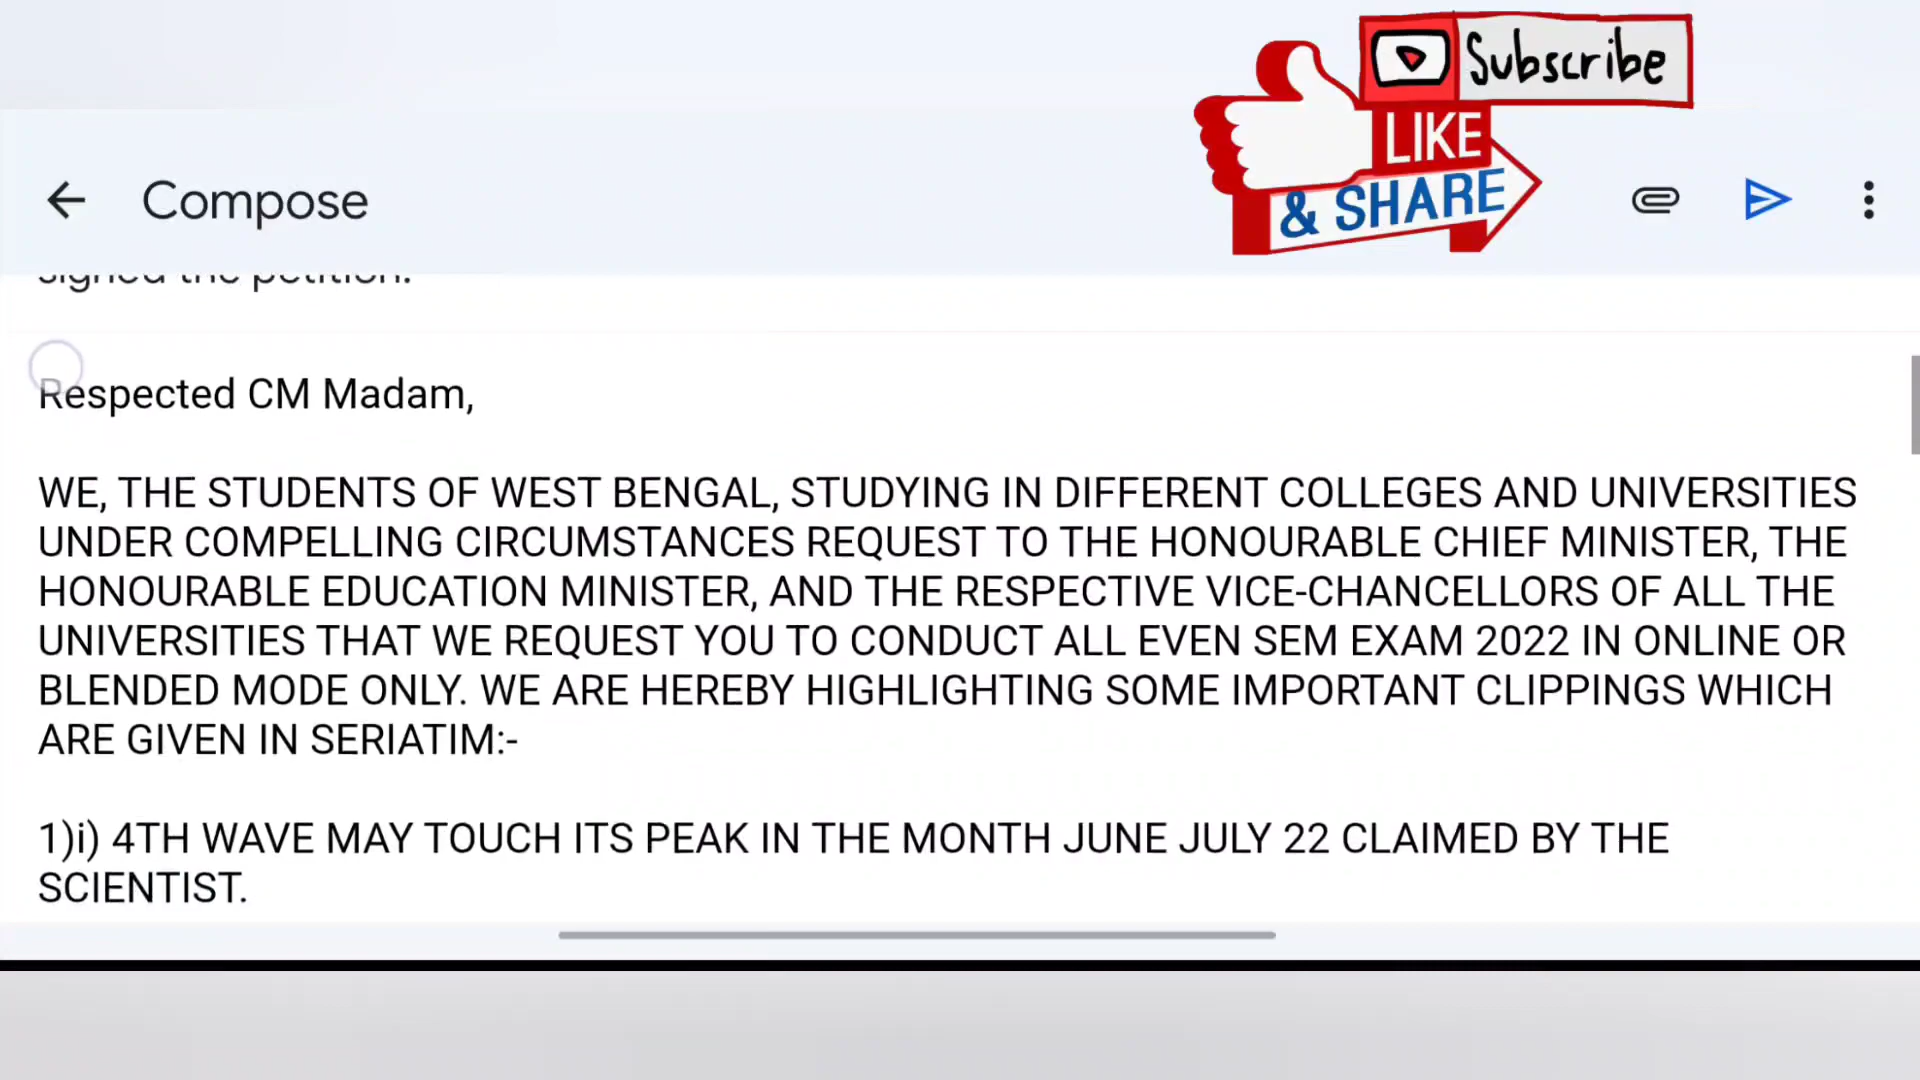 Subscribe
LIKE
& SHARE
Compose
signed the petition.
Respected CM Madam,
WE, THE STUDENTS OF WEST BENGAL, STUDYING IN DIFFERENT COLLEGES AND UNIVERSITIES
UNDER COMPELLING CIRCUMSTANCES REQUEST TO THE HONOURABLE CHIEF MINISTER, THE
HONOURABLE EDUCATION MINISTER, AND THE RESPECTIVE VICE-CHANCELLORS OF ALL THE
UNIVERSITIES THAT WE REQUEST YOU TO CONDUCT ALL EVEN SEM EXAM 2022 IN ONLINE OR
BLENDED MODE ONLY. WE ARE HEREBY HIGHLIGHTING SOME IMPORTANT CLIPPINGS WHICH
ARE GIVEN IN SERIATIM:-
1)i) 4TH WAVE MAY TOUCH ITS PEAK IN THE MONTH JUNE JULY 22 CLAIMED BY THE
SCIENTIST.